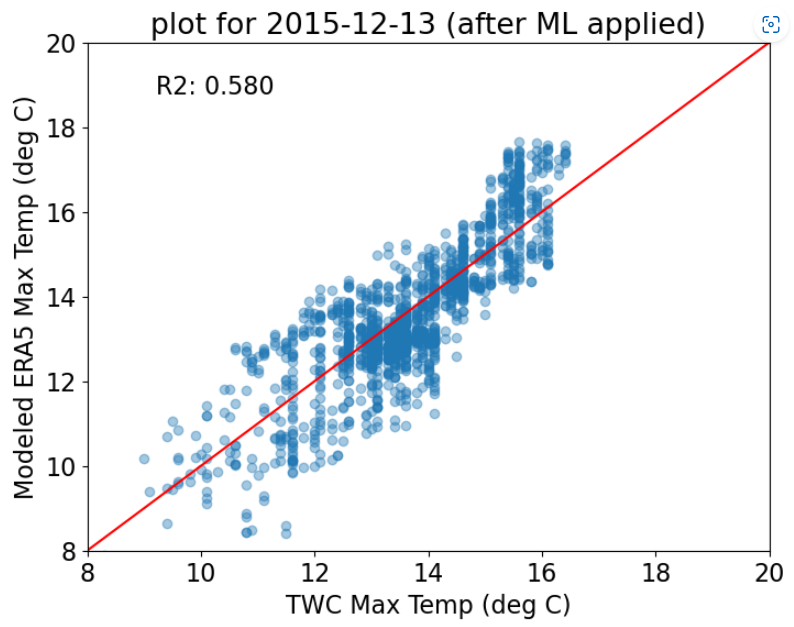 plot for 2015-12-13 (after ML applied)
20
R2: 0.580
18
16
14
12
10
8
Modeled ERA5 Max Temp (deg C)
8 10 12 14 16 18 20
TWC Max Temp (deg C)